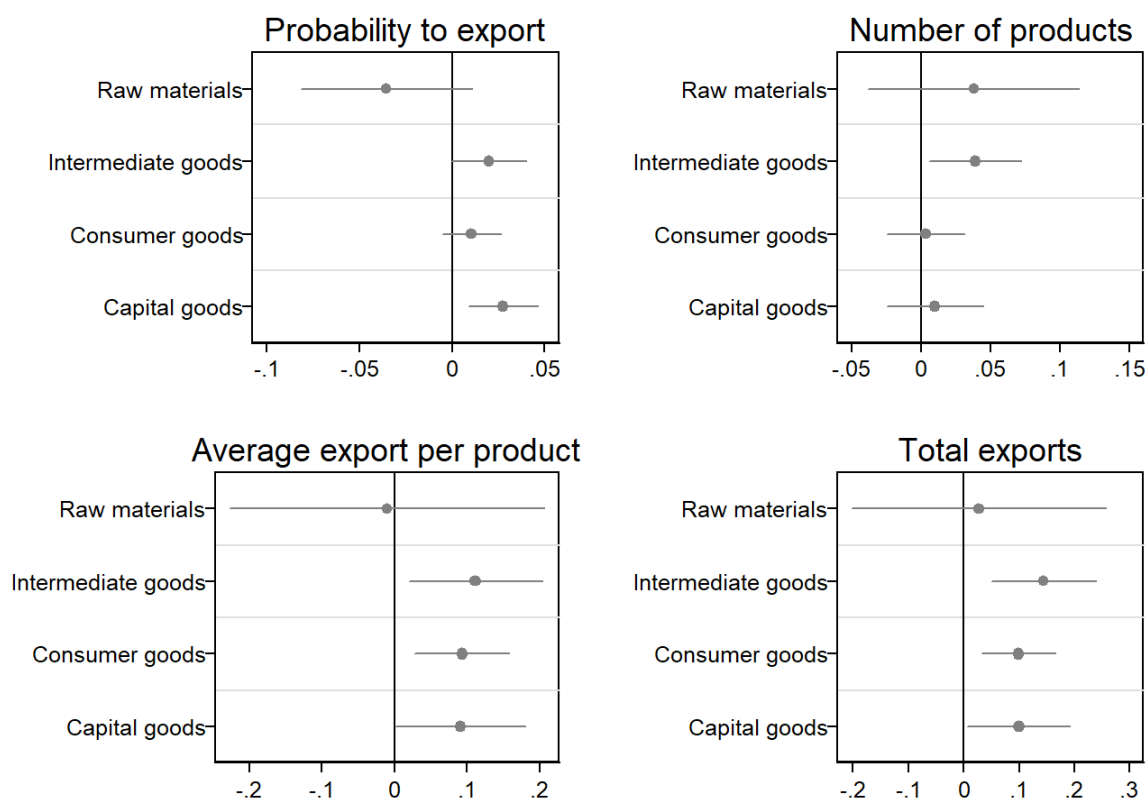 Probability to export
Raw materials
Intermediate goods
Consumer goods
Capital goods
-.1 -.05 0 .05
Number of products
Raw materials
Intermediate goods
Consumer goods
Capital goods
-.05 0 .05 .1 .15
Average export per product
Raw materials
Intermediate goods
Consumer goods
Capital goods
-.2 -.1 0 .1 .2
Total exports
Raw materials
Intermediate goods
Consumer goods
Capital goods
-.2 -.1 0 .1 .2 .3